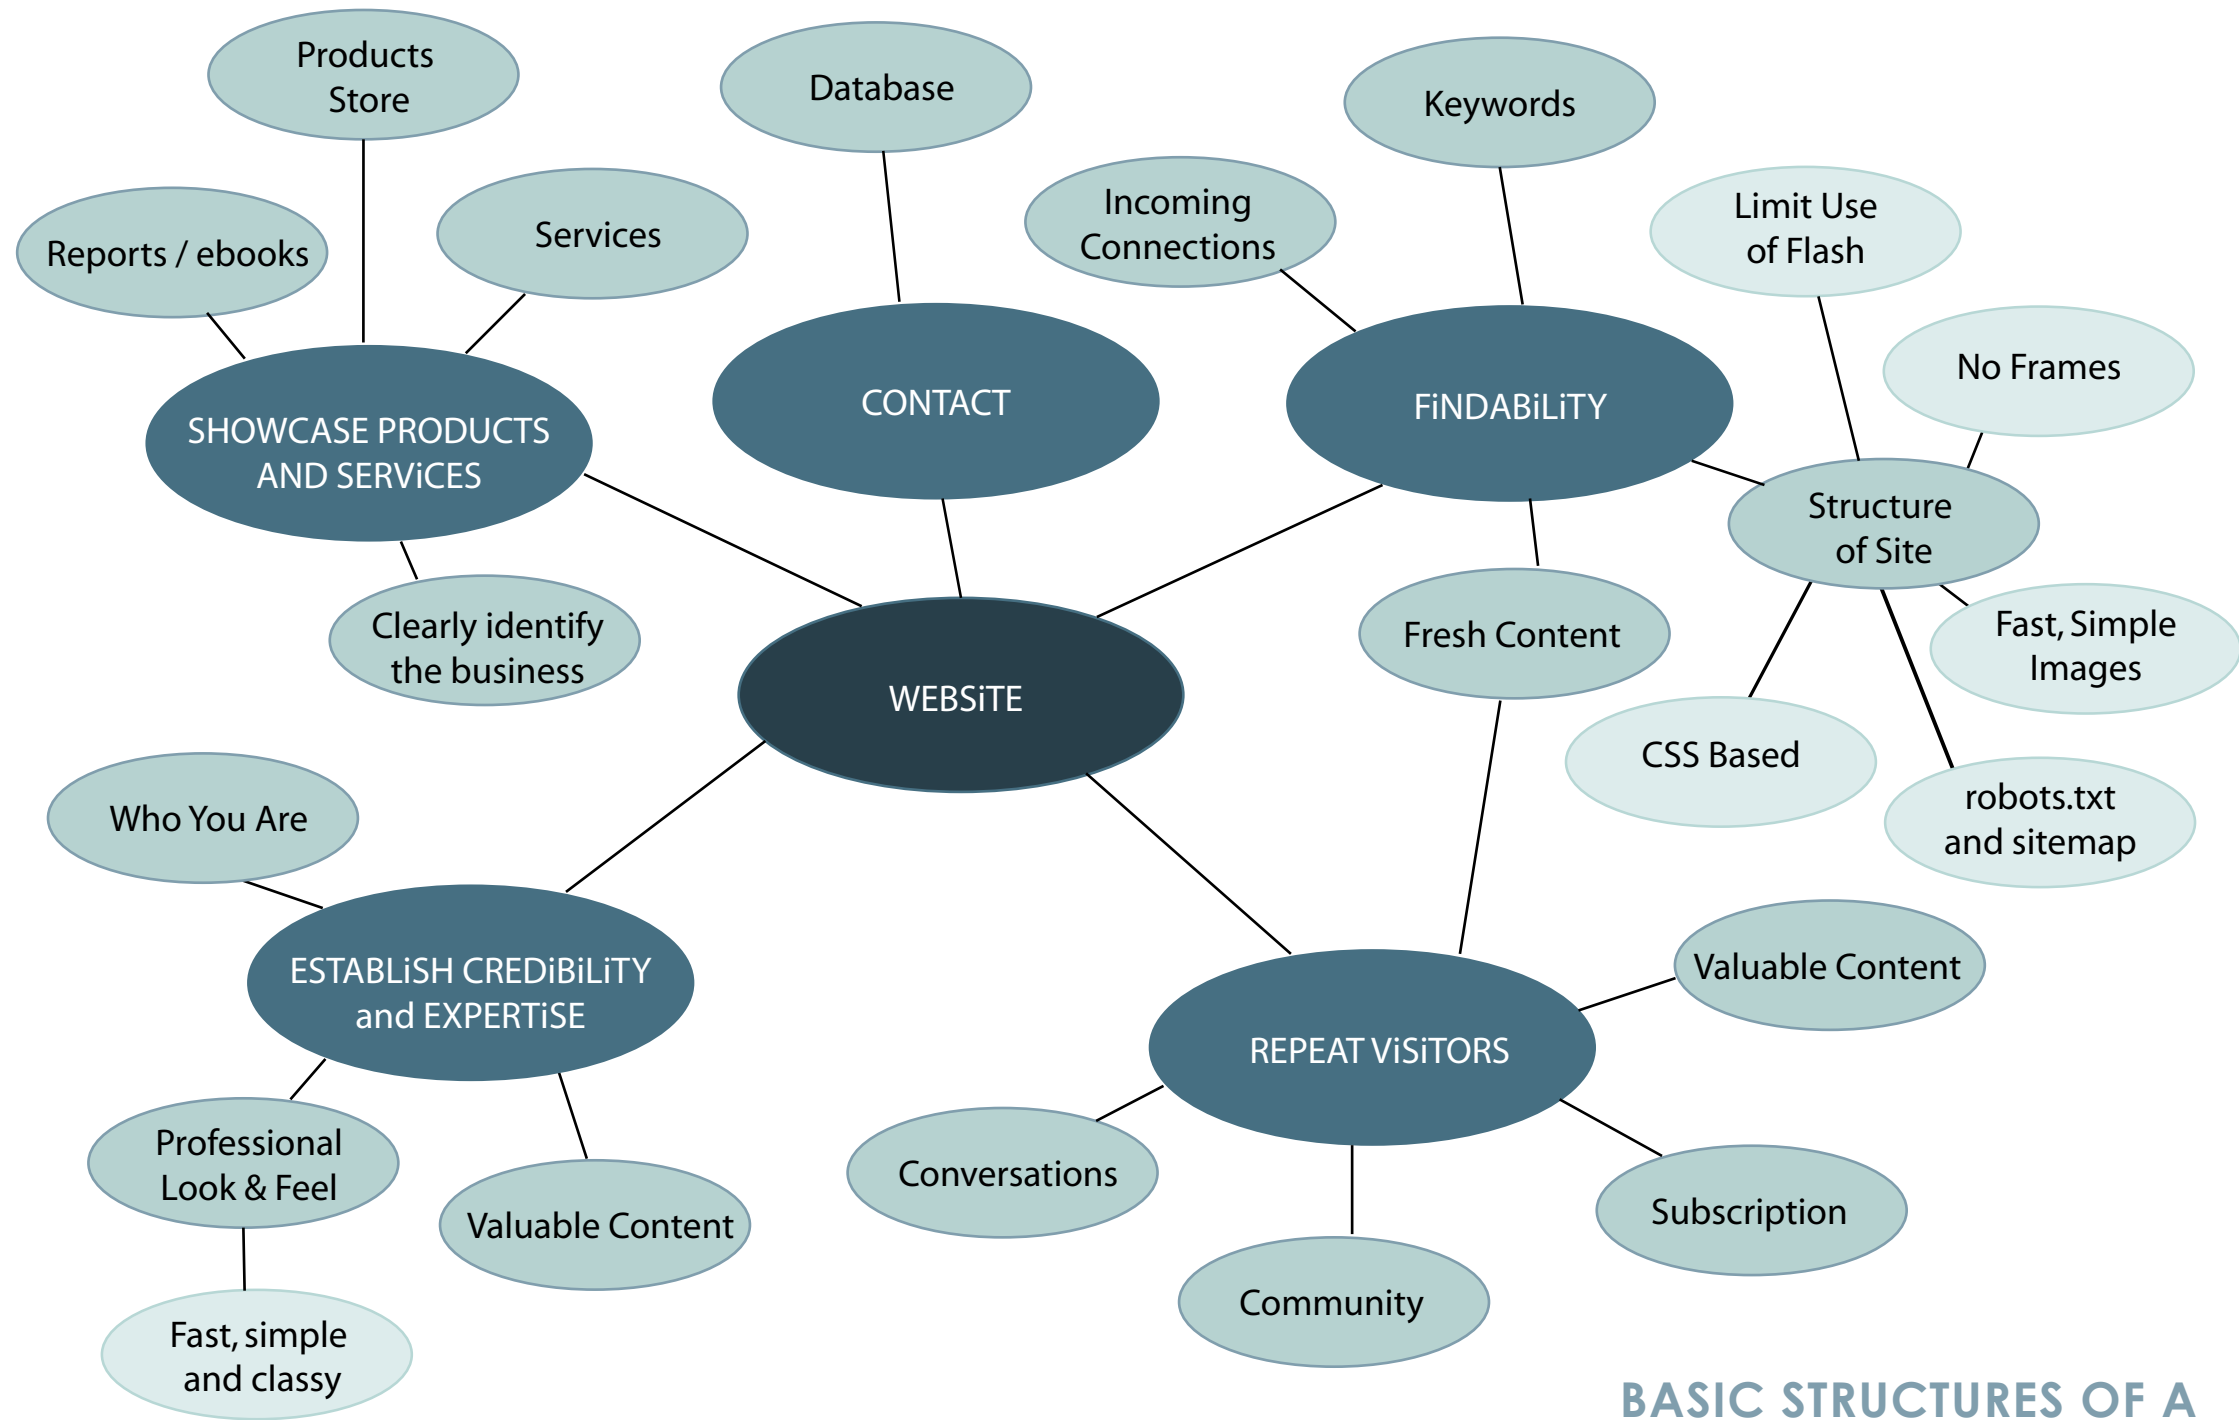 Products
Store
Database
Keywords
Incoming
Connections
Limit Use
of Flash
Reports / ebooks
Services
No Frames
SHOWCASE PRODUCTS
AND SERViCES
CONTACT
FiNDABiLiTY
Structure
of Site
Clearly identify
the business
WEBSiTE
Fresh Content
Fast, Simple
Images
CSS Based
robots.txt
and sitemap
Who You Are
ESTABLiSH CREDiBiLiTY
and EXPERTiSE
REPEAT ViSiTORS
Valuable Content
Professional
Look & Feel
Valuable Content
Conversations
Subscription
Community
Fast, simple
and classy
BASIC STRUCTURES OF A